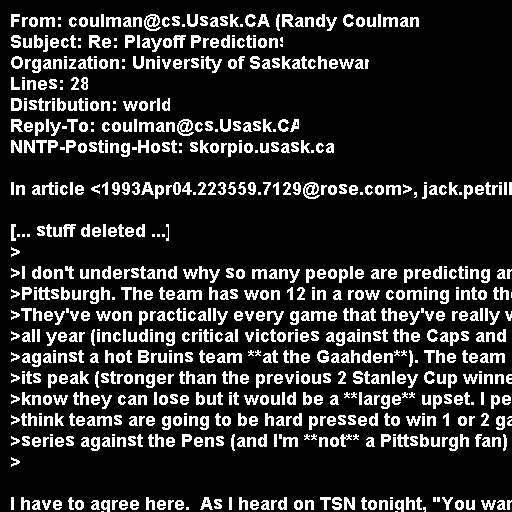 From: coulman@cs.Usask.CA (Randy Coulman
Subject: Re: Playoff Predictions
Organization: University of Saskatchewan
Lines: 28
Distribution: world
Reply-To: coulman@cs.Usask.CA
NNTP-Posting-Host: skorpio.usask.ca

In article <1993Apr04.223559.7129@rose.com>, jack.petrill

[... stuff deleted ...]
>
>I don't understand why so many people are predicting an
>Pittsburgh. The team has won 12 in a row coming into the
>They've won practically every game that they've really w
>all year (including critical victories against the Caps and
>against a hot Bruins team **at the Gaahden**). The team
>its peak (stronger than the previous 2 Stanley Cup winne
>know they can lose but it would be a **large** upset. I pe
>think teams are going to be hard pressed to win 1 or 2 ga
>series against the Pens (and I'm **not** a Pittsburgh fan)
>

I have to agree here.  As I heard on TSN tonight, "You wan